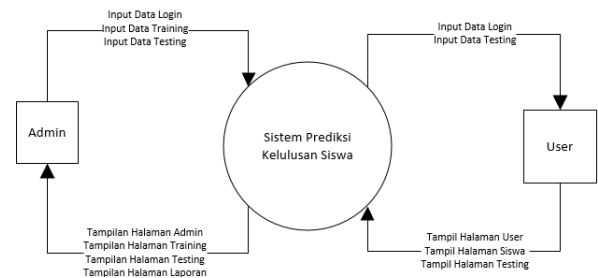 Input Data Login
Input Data Training
Input Data Testing
Input Data Login
Input Data Testing
Admin
Sistem Prediksi
Kelulusan Siswa
User
Tampilan Halaman Admin
Tampilan Halaman Training
Tampilan Halaman Testing
Tampilan Halaman Laporan
Tampil Halaman User
Tampil Halaman Siswa
Tampil Halaman Testing